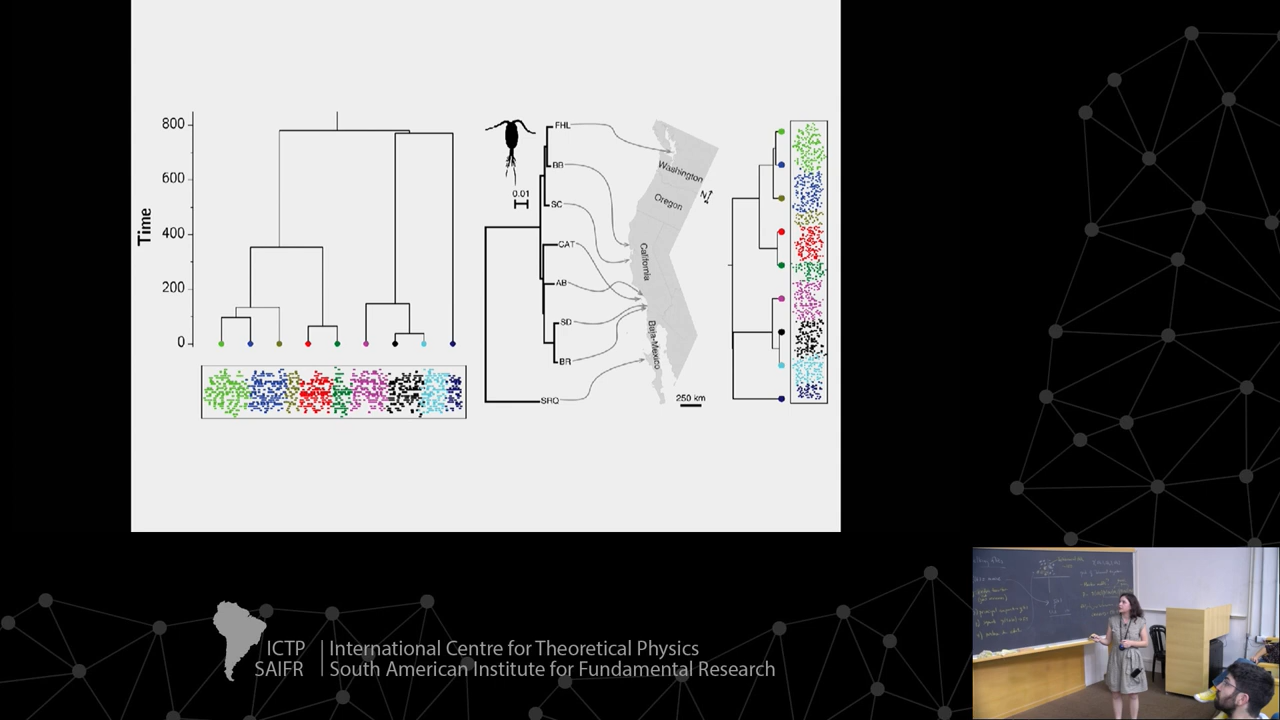 800
600
400
200
0
Time
0.01
FHL
BB
SC
CAT
AB
SD
BR
SRQ
Washington
Oregon
California
Baja-Mexico
N
250 km
ICTP
SAIFR
International Centre for Theoretical Physics
South American Institute for Fundamental Research